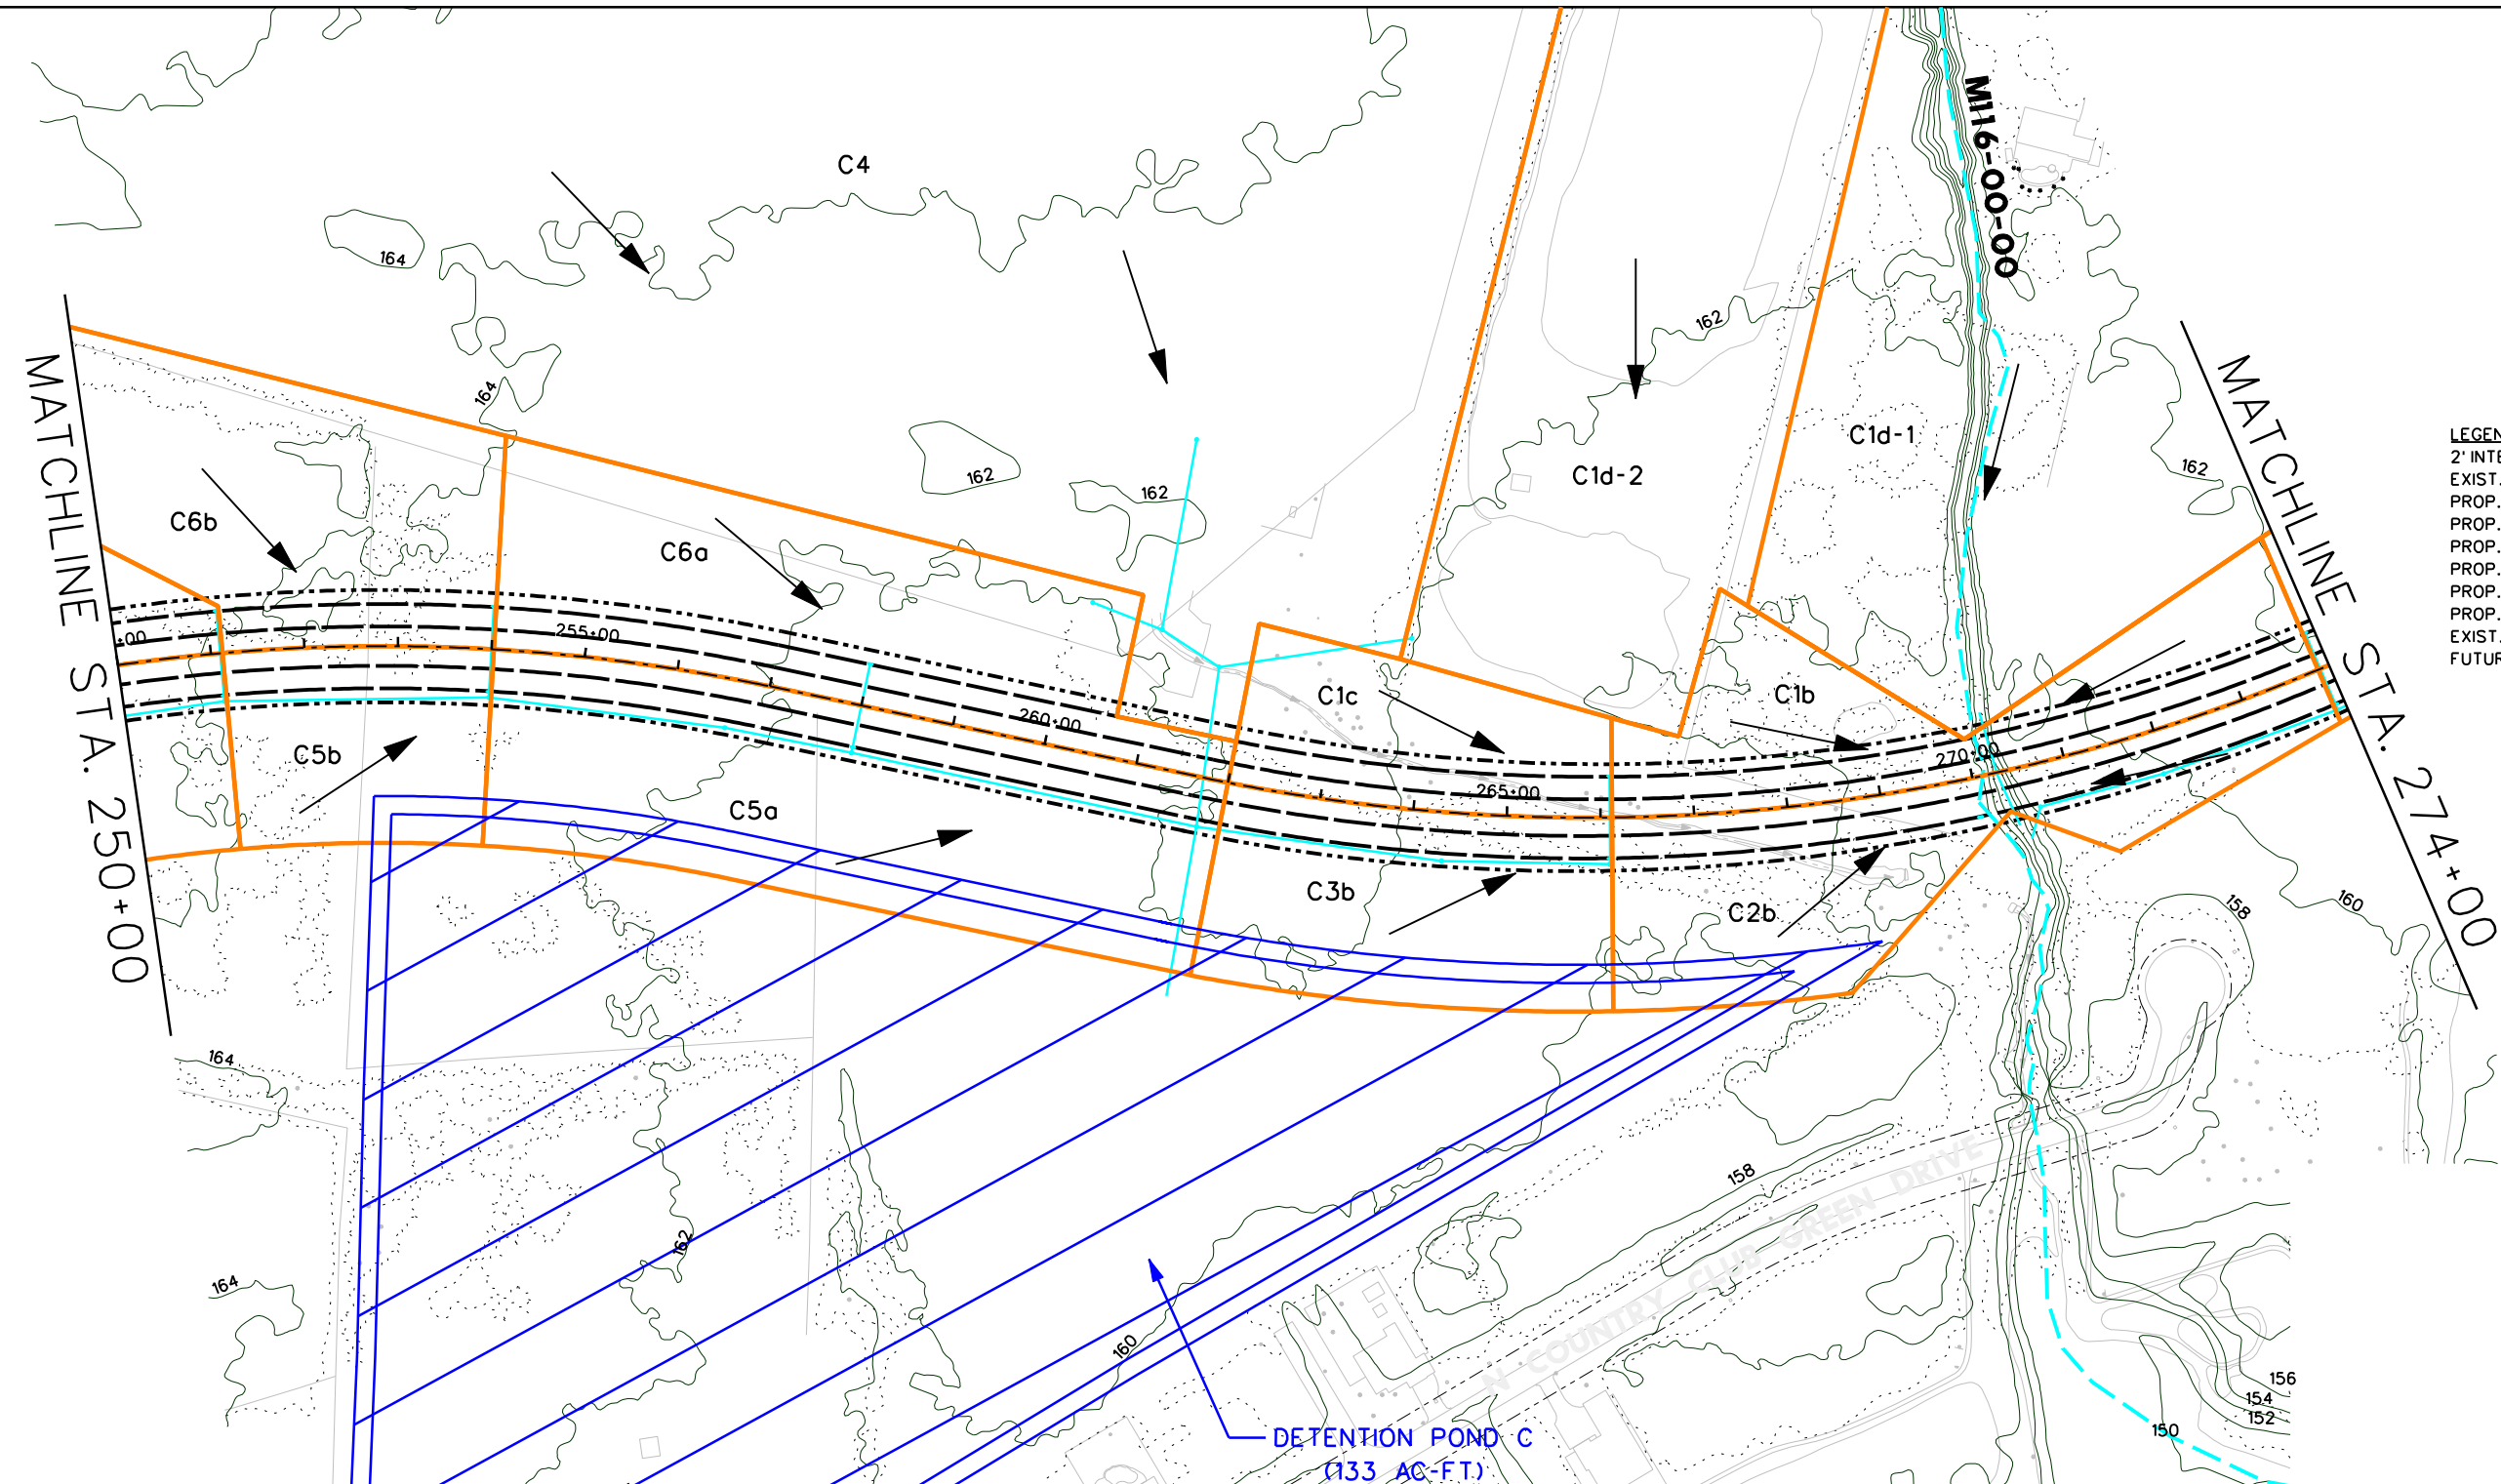 M116-00-00
C4
164
162
LEGEN
2' INTE
EXIST.
PROP.
PROP.
PROP.
PROP.
PROP.
PROP.
EXIST.
FUTUR
MATCHLINE STA. 250+00
MATCHLINE STA. 274+00
164
C1d-1
162
C1d-2
162
162
C6b
C6a
+00
255+00
C1c
C1b
260+00
C5b
270+00
265+00
C5a
C3b
C2b
160
158
164
158
N COUNTRY CLUB GREEN DRIVE
162
164
160
156
154
152
150
DETENTION POND C
(133 AC-FT)